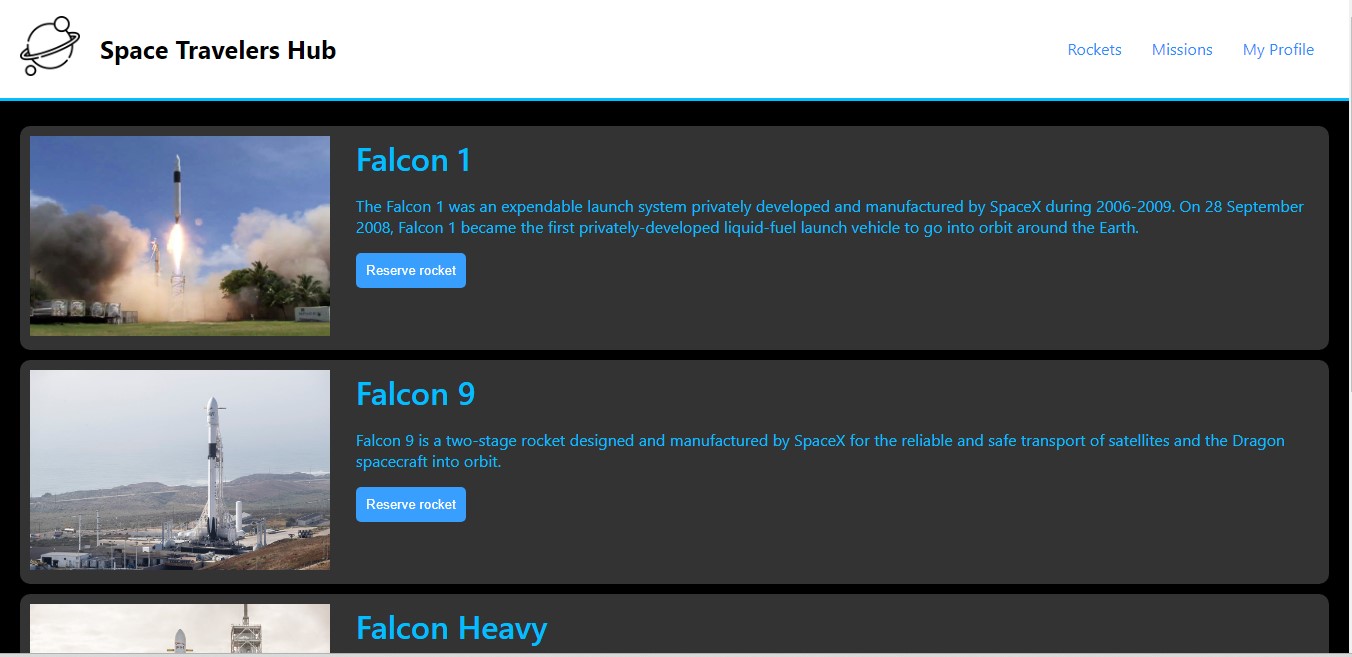 Space Travelers Hub
Rockets Missions My Profile
Falcon 1
The Falcon 1 was an expendable launch system privately developed and manufactured by SpaceX during 2006-2009. On 28 September
2008, Falcon 1 became the first privately-developed liquid-fuel launch vehicle to go into orbit around the Earth.
Reserve rocket
Falcon 9
Falcon 9 is a two-stage rocket designed and manufactured by SpaceX for the reliable and safe transport of satellites and the Dragon
spacecraft into orbit.
Reserve rocket
Falcon Heavy